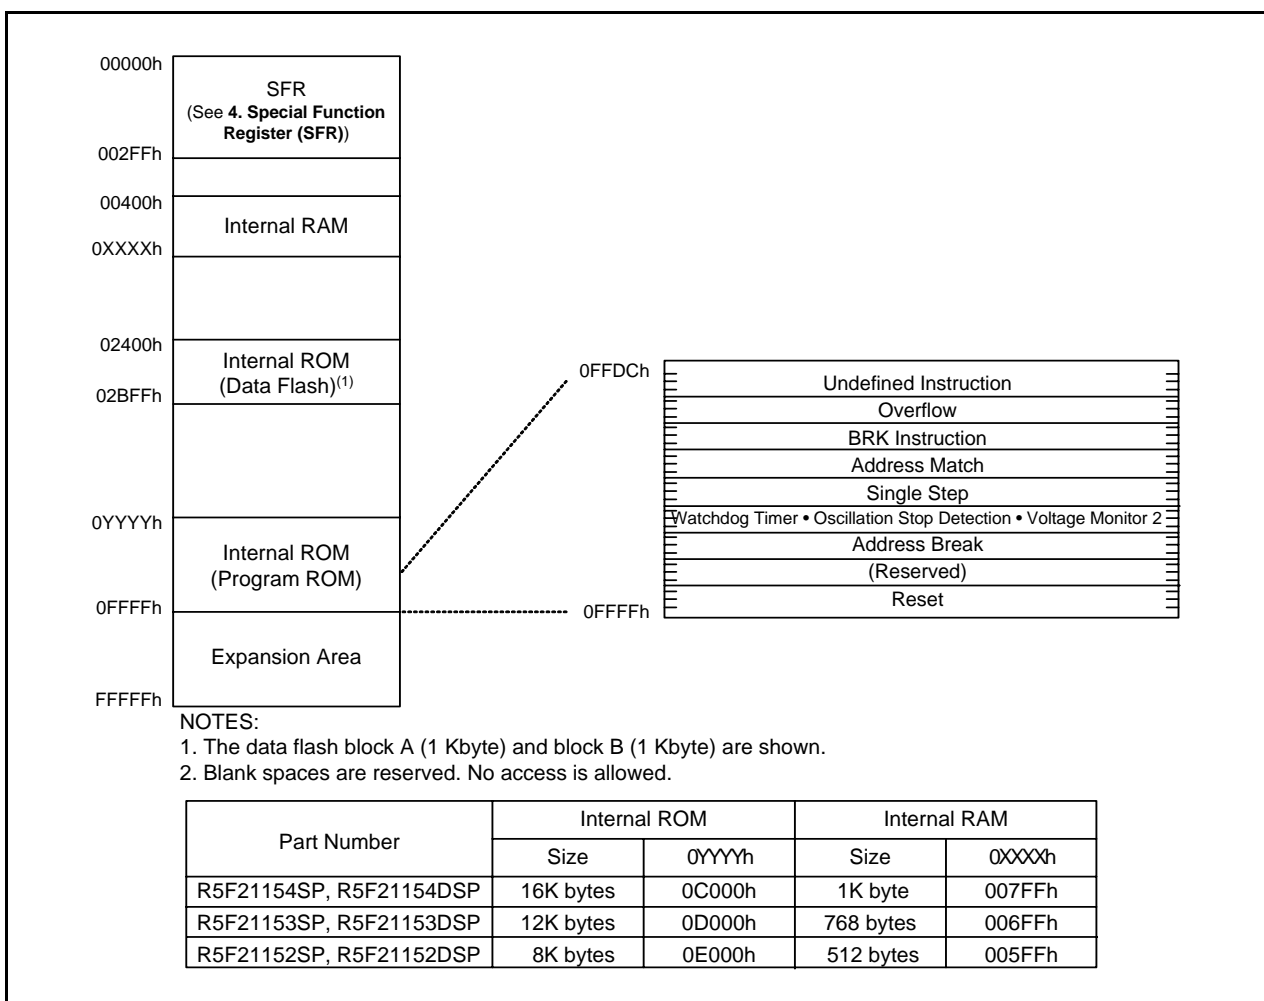 00000h
SFR
(See 4. Special Function
Register (SFR))
002FFh
00400h
Internal RAM
0XXXXh
02400h
Internal ROM
(Data Flash)(1)
02BFFh
0YYYYh
Internal ROM
(Program ROM)
0FFFFh
Expansion Area
FFFFFh
0FFDCh
Undefined Instruction
Overflow
BRK Instruction
Address Match
Single Step
Watchdog Timer • Oscillation Stop Detection • Voltage Monitor 2
Address Break
(Reserved)
Reset
0FFFFh
NOTES:
1. The data flash block A (1 Kbyte) and block B (1 Kbyte) are shown.
2. Blank spaces are reserved. No access is allowed.
Part Number Internal ROM Internal RAM
Size 0YYYYh Size 0XXXXh
R5F21154SP, R5F21154DSP 16K bytes 0C000h 1K byte 007FFh
R5F21153SP, R5F21153DSP 12K bytes 0D000h 768 bytes 006FFh
R5F21152SP, R5F21152DSP 8K bytes 0E000h 512 bytes 005FFh